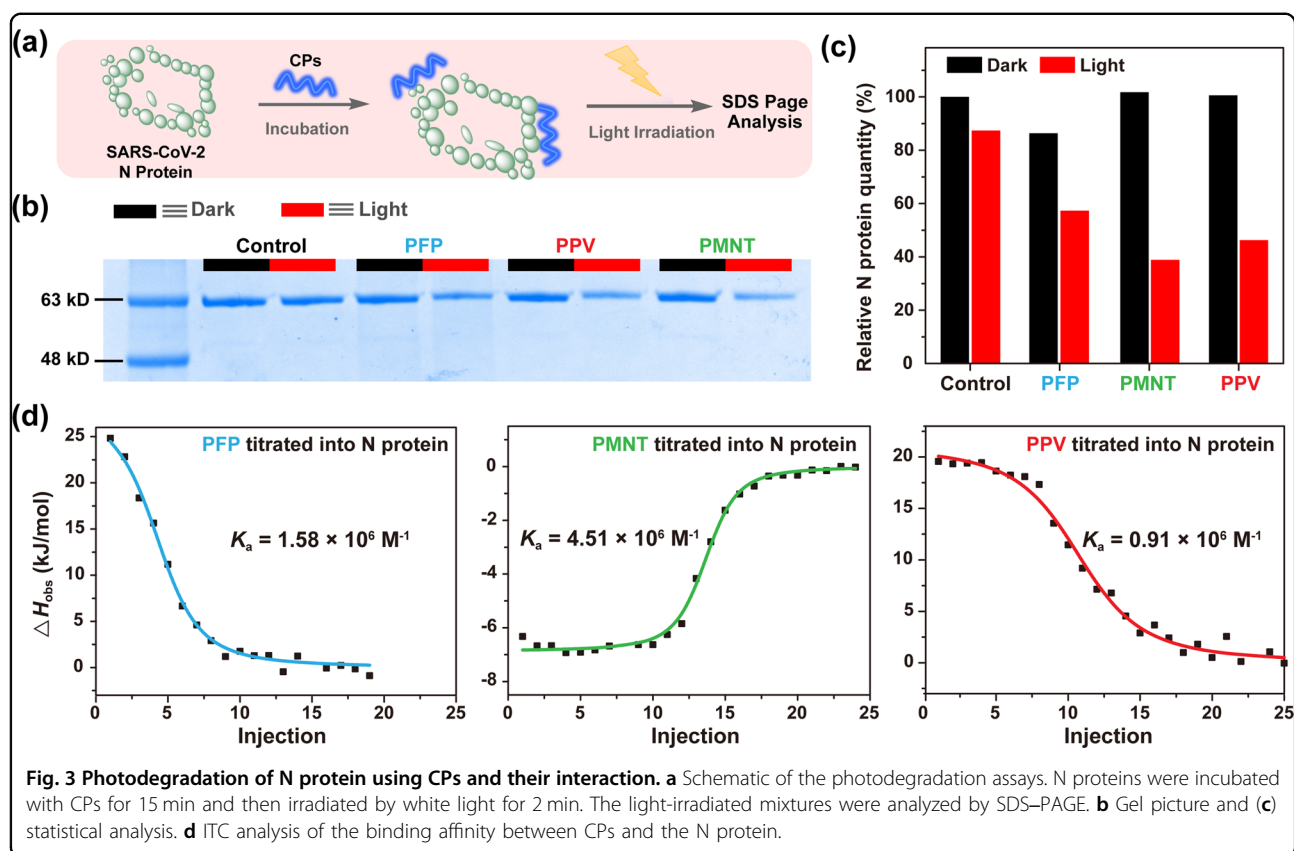 (a)
SARS-CoV-2
N Protein
CPs
Incubation
Light Irradiation
SDS Page
Analysis
(b)
Dark
Light
Control
PFP
PPV
PMNT
63 kD
48 kD
(c)
Relative N protein quantity (%)
Dark
Light
100
80
60
40
20
0
Control
PFP
PMNT
PPV
(d)
△ H obs (kJ/mol)
PFP titrated into N protein
Ka = 1.58 × 10⁶ M⁻¹
25
20
15
10
5
0
0 5 10 15 20 25
Injection
PMNT titrated into N protein
Ka = 4.51 × 10⁶ M⁻¹
0
-2
-4
-6
-8
0 5 10 15 20 25
Injection
PPV titrated into N protein
Ka = 0.91 × 10⁶ M⁻¹
20
15
10
5
0
0 5 10 15 20 25
Injection
Fig. 3 Photodegradation of N protein using CPs and their interaction. a Schematic of the photodegradation assays. N proteins were incubated
with CPs for 15 min and then irradiated by white light for 2 min. The light-irradiated mixtures were analyzed by SDS–PAGE. b Gel picture and (c)
statistical analysis. d ITC analysis of the binding affinity between CPs and the N protein.